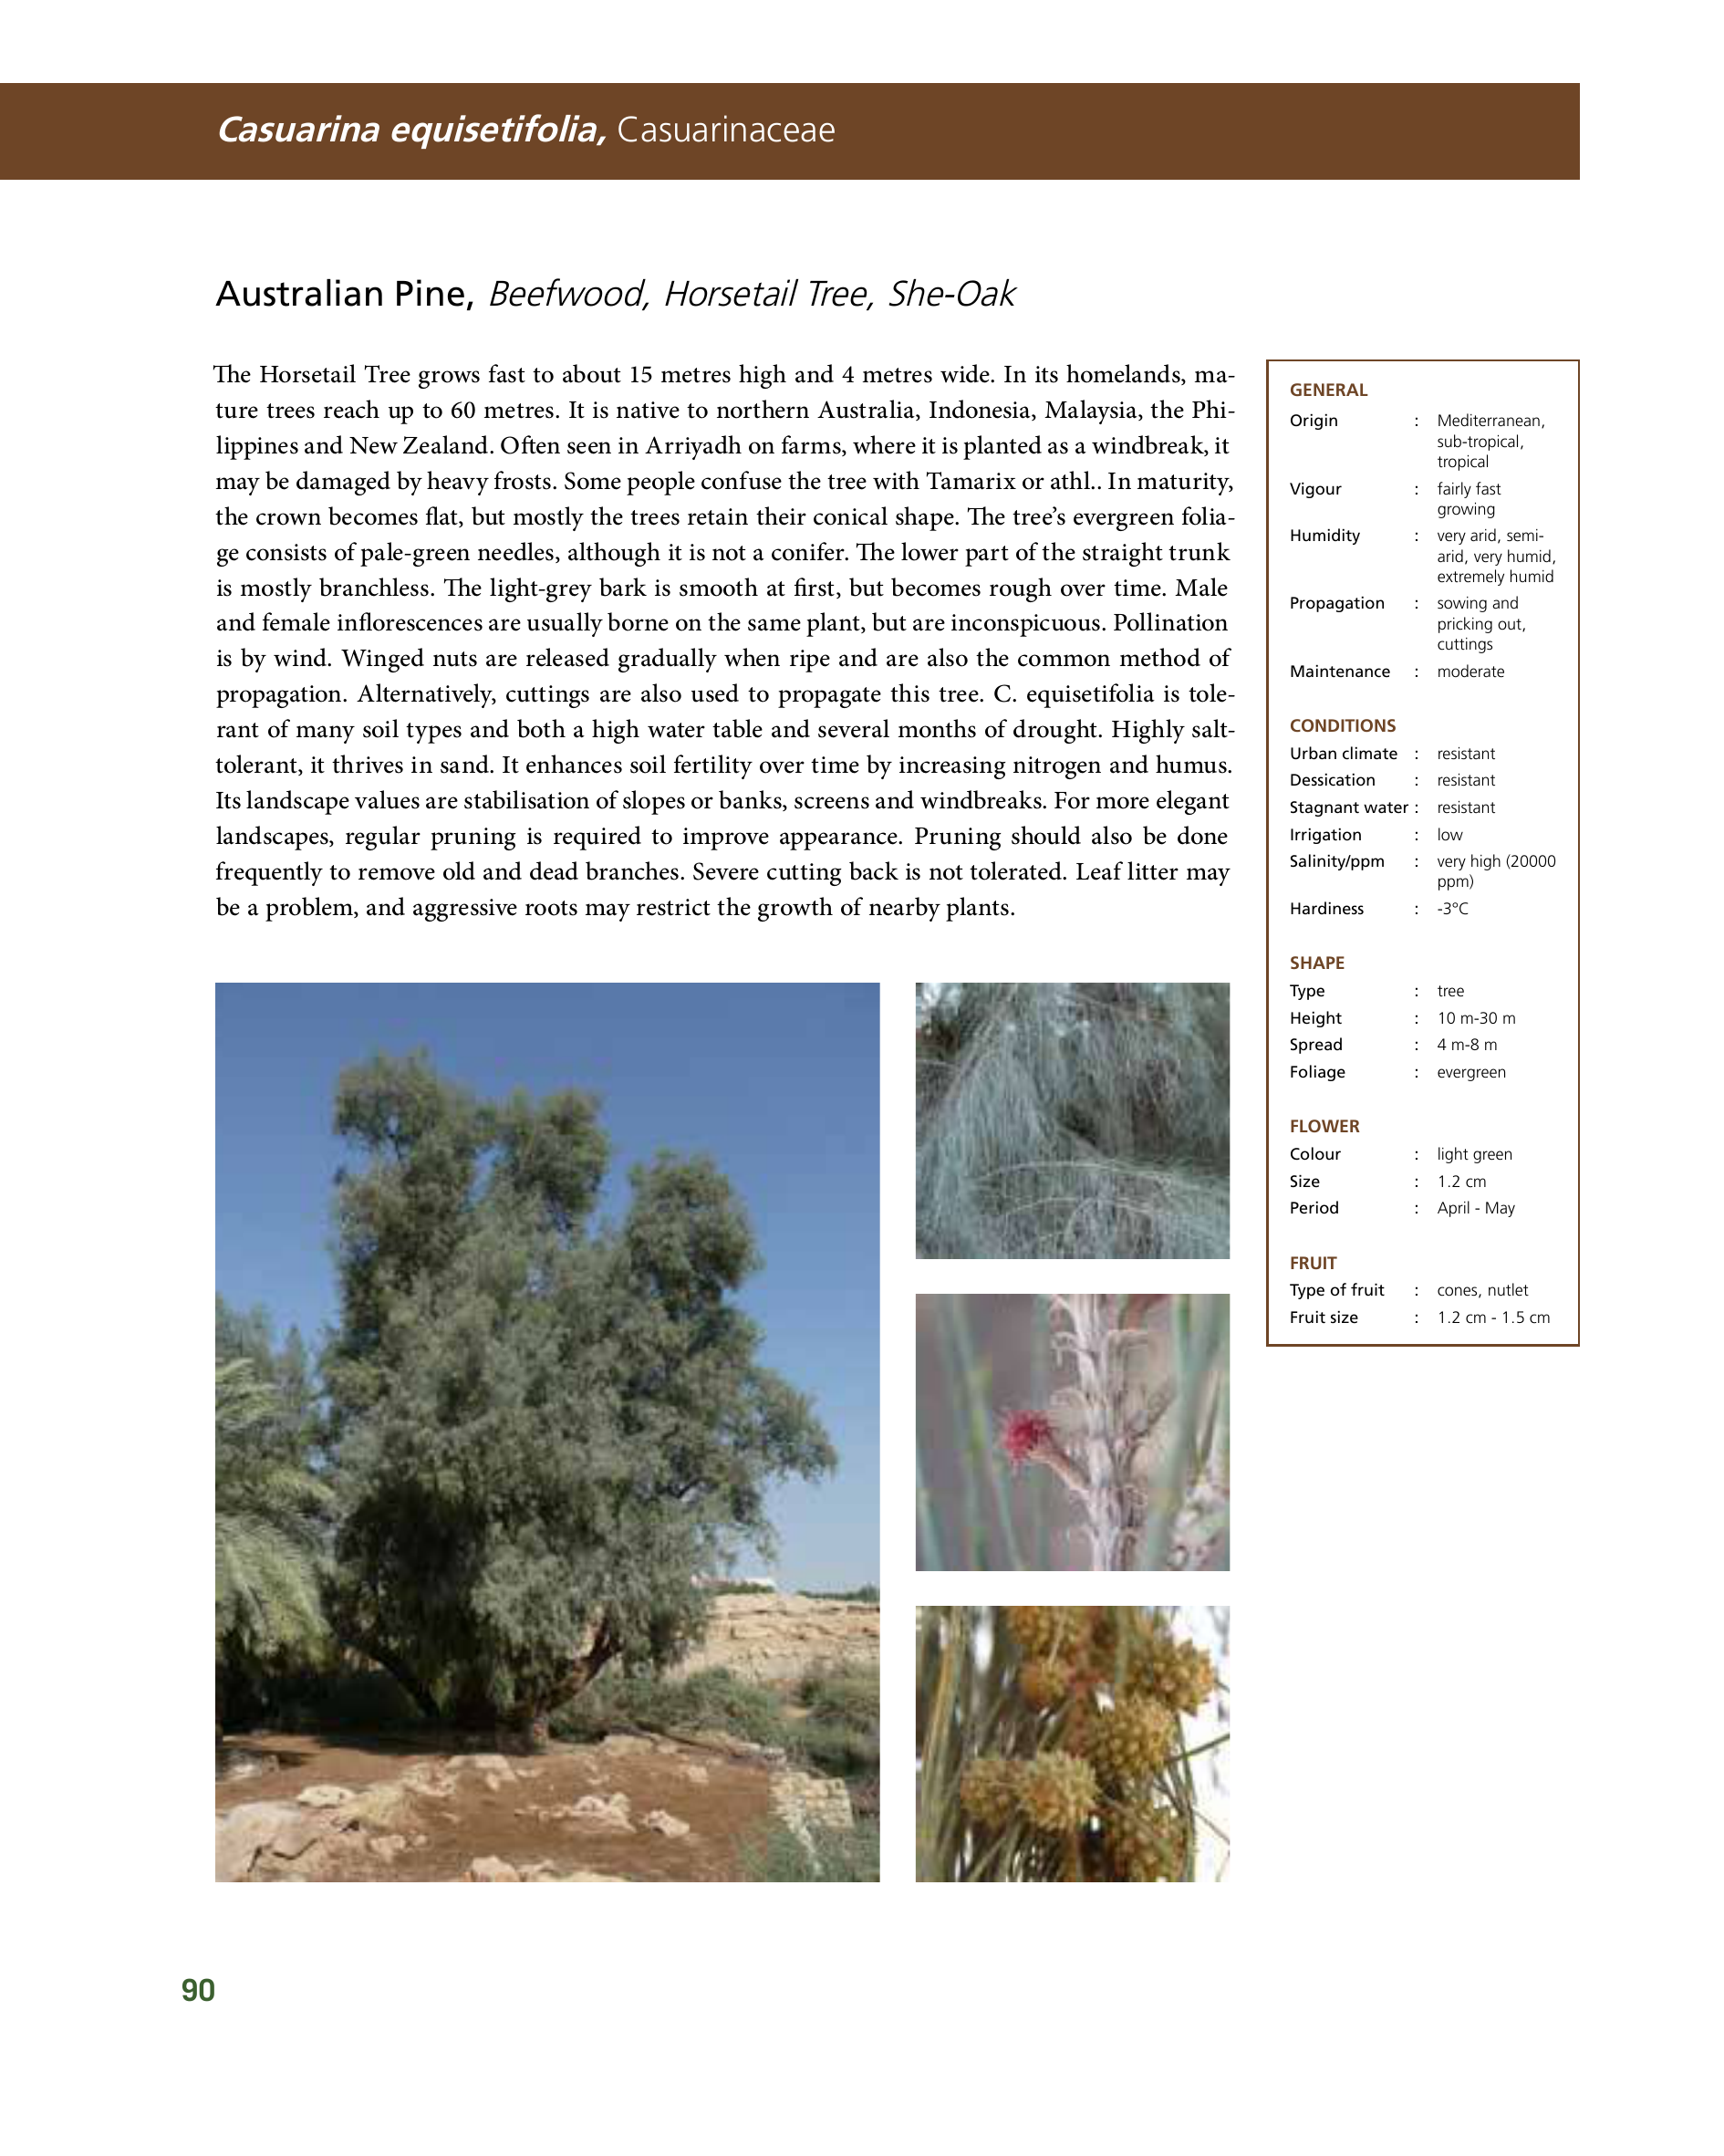 Casuarina equisetifolia, Casuarinaceae
Australian Pine, Beefwood, Horsetail Tree, She-Oak
The Horsetail Tree grows fast to about 15 metres high and 4 metres wide. In its homelands, ma-
ture trees reach up to 60 metres. It is native to northern Australia, Indonesia, Malaysia, the Phi-
lippines and New Zealand. Often seen in Arriyadh on farms, where it is planted as a windbreak, it
may be damaged by heavy frosts. Some people confuse the tree with Tamarix or athl.. In maturity,
the crown becomes flat, but mostly the trees retain their conical shape. The tree’s evergreen folia-
ge consists of pale-green needles, although it is not a conifer. The lower part of the straight trunk
is mostly branchless. The light-grey bark is smooth at first, but becomes rough over time. Male
and female inflorescences are usually borne on the same plant, but are inconspicuous. Pollination
is by wind. Winged nuts are released gradually when ripe and are also the common method of
propagation. Alternatively, cuttings are also used to propagate this tree. C. equisetifolia is tole-
rant of many soil types and both a high water table and several months of drought. Highly salt-
tolerant, it thrives in sand. It enhances soil fertility over time by increasing nitrogen and humus.
Its landscape values are stabilisation of slopes or banks, screens and windbreaks. For more elegant
landscapes, regular pruning is required to improve appearance. Pruning should also be done
frequently to remove old and dead branches. Severe cutting back is not tolerated. Leaf litter may
be a problem, and aggressive roots may restrict the growth of nearby plants.
GENERAL
Origin : Mediterranean,
sub-tropical,
tropical
Vigour : fairly fast
growing
Humidity : very arid, semi-
arid, very humid,
extremely humid
Propagation : sowing and
pricking out,
cuttings
Maintenance : moderate
CONDITIONS
Urban climate : resistant
Dessication : resistant
Stagnant water : resistant
Irrigation : low
Salinity/ppm : very high (20000
ppm)
Hardiness : -3°C
SHAPE
Type : tree
Height : 10 m-30 m
Spread : 4 m-8 m
Foliage : evergreen
FLOWER
Colour : light green
Size : 1.2 cm
Period : April - May
FRUIT
Type of fruit : cones, nutlet
Fruit size : 1.2 cm - 1.5 cm
90